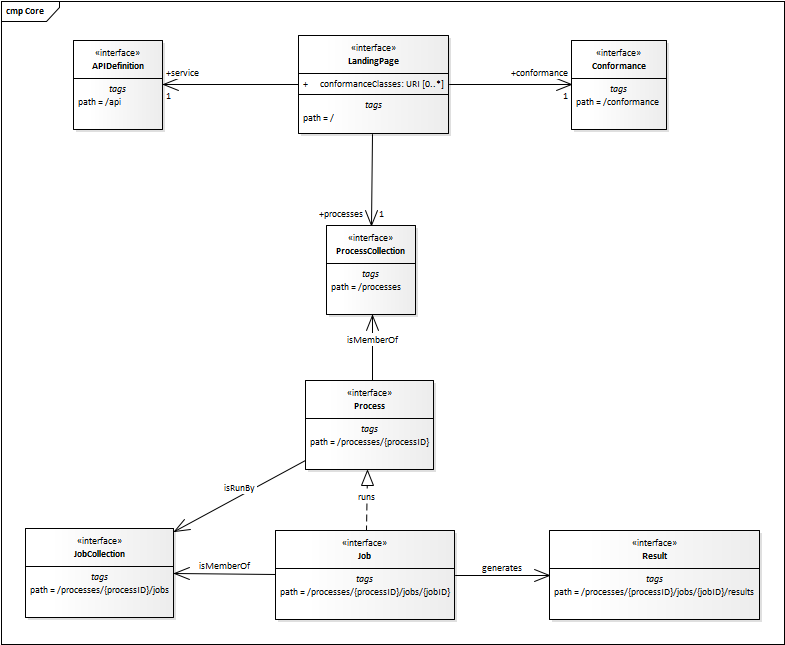 cmp Core
«interface»
APIDefinition
tags
path = /api
+service
1
«interface»
LandingPage
+ conformanceClasses: URI [0..*]
tags
path = /
+conformance
1
«interface»
Conformance
tags
path = /conformance
+processes
1
«interface»
ProcessCollection
tags
path = /processes
isMemberOf
«interface»
Process
tags
path = /processes/{processID}
isRunBy
runs
«interface»
JobCollection
tags
path = /processes/{processID}/jobs
isMemberOf
«interface»
Job
tags
path = /processes/{processID}/jobs/{jobID}
generates
«interface»
Result
tags
path = /processes/{processID}/jobs/{jobID}/results